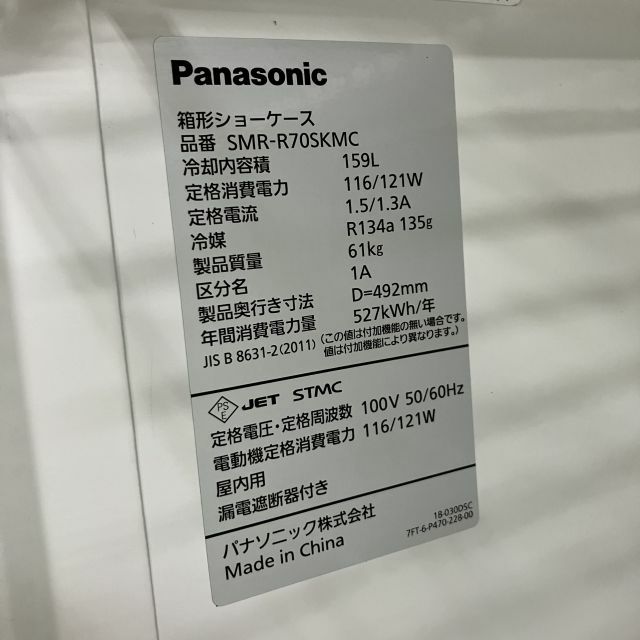 Panasonic
箱形ショーケース
品番 SMR-R70SKMC
冷却内容積 159L
定格消費電力 116/121W
定格電流 1.5/1.3A
冷媒 R134a 135g
製品質量 61kg
区分名 1A
製品奥行き寸法 D=492mm
年間消費電力量 527kWh/年
JIS B 8631-2(2011) (この値は付加機能の無い場合です。
値は付加機能により異なります。)
PS
E JET STMC
定格電圧・定格周波数 100V 50/60Hz
電動機定格消費電力 116/121W
屋内用
漏電遮断器付き
18-030DSC
パナソニック株式会社 7FT-6-P470-228-00
Made in China